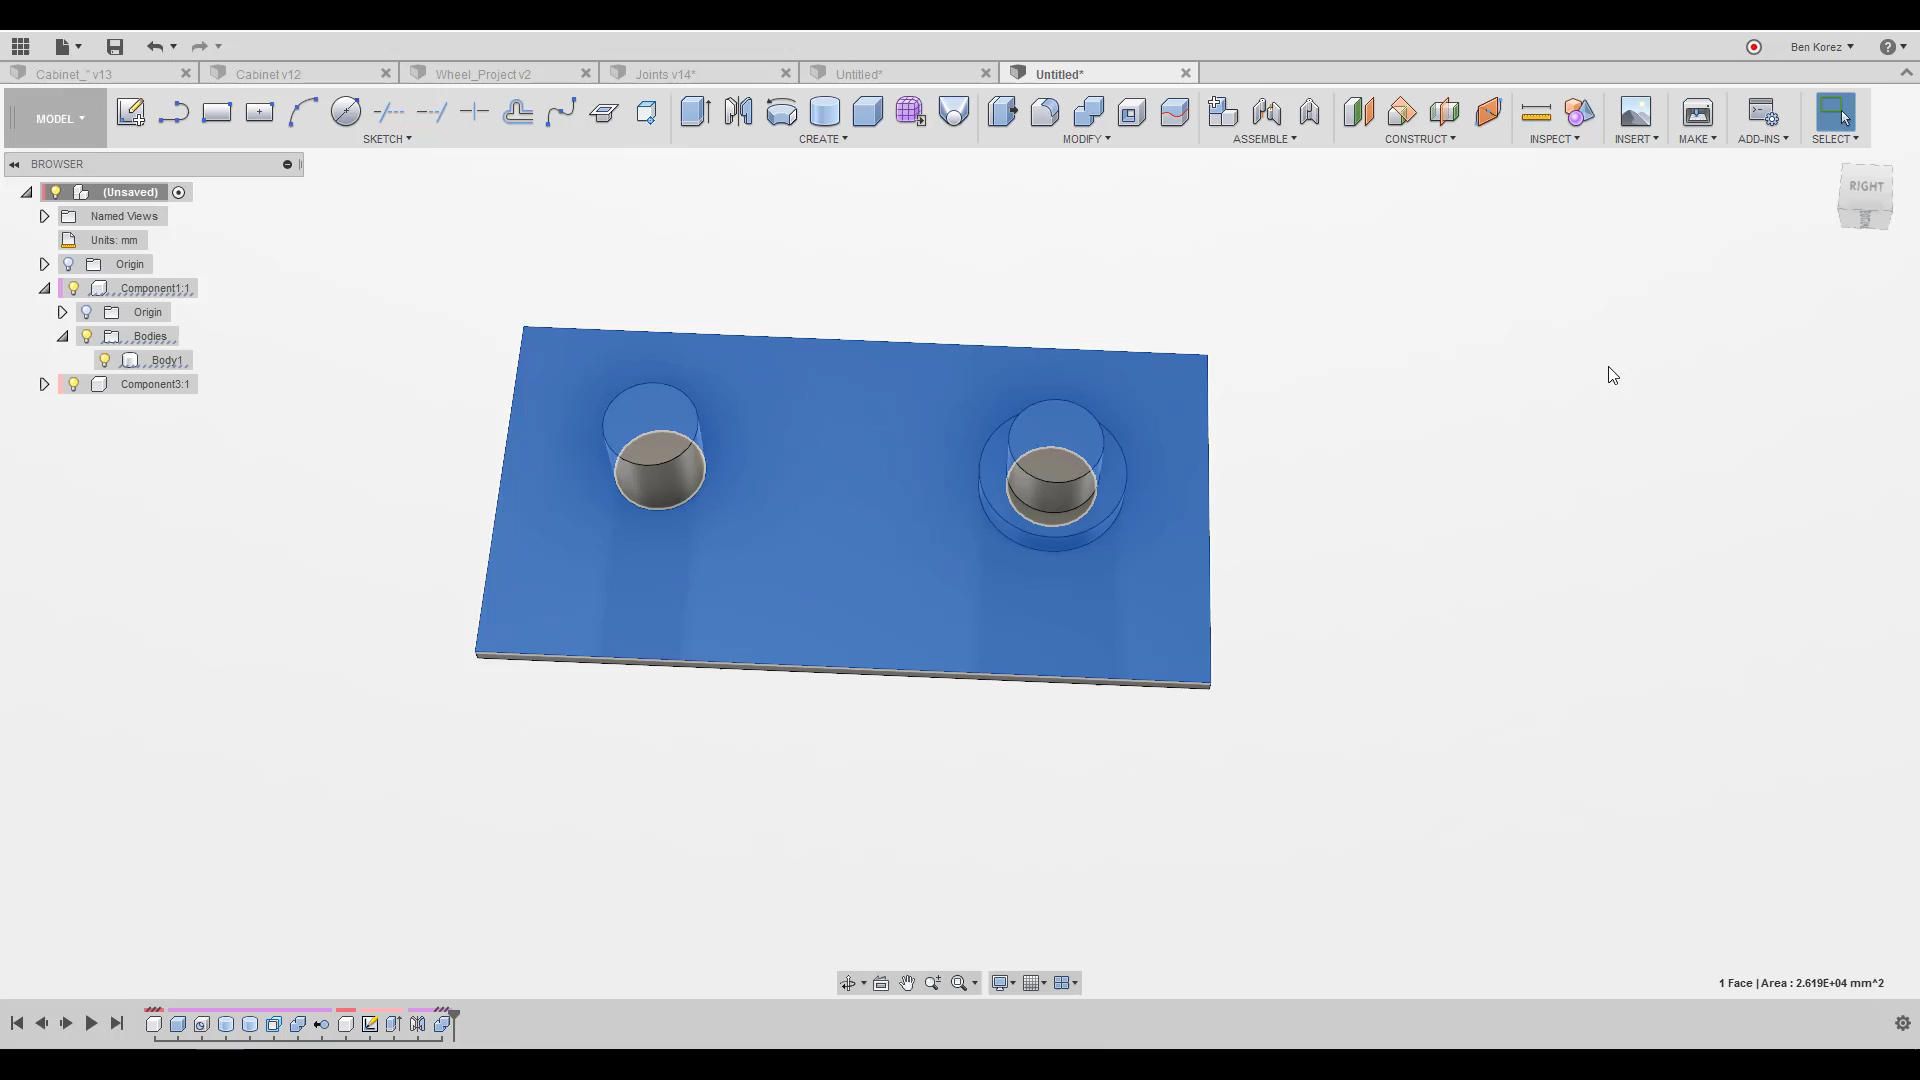 Ben Korez
Cabinet_" v13
Cabinet v12
Wheel_Project v2
Joints v14*
Untitled*
Untitled*
MODEL
SKETCH
CREATE
MODIFY
ASSEMBLE
CONSTRUCT
INSPECT
INSERT
MAKE
ADD-INS
SELECT
BROWSER
(Unsaved)
Named Views
Units: mm
Origin
Component1:1
Origin
Bodies
Body1
Component3:1
RIGHT
1 Face | Area : 2.619E+04 mm^2